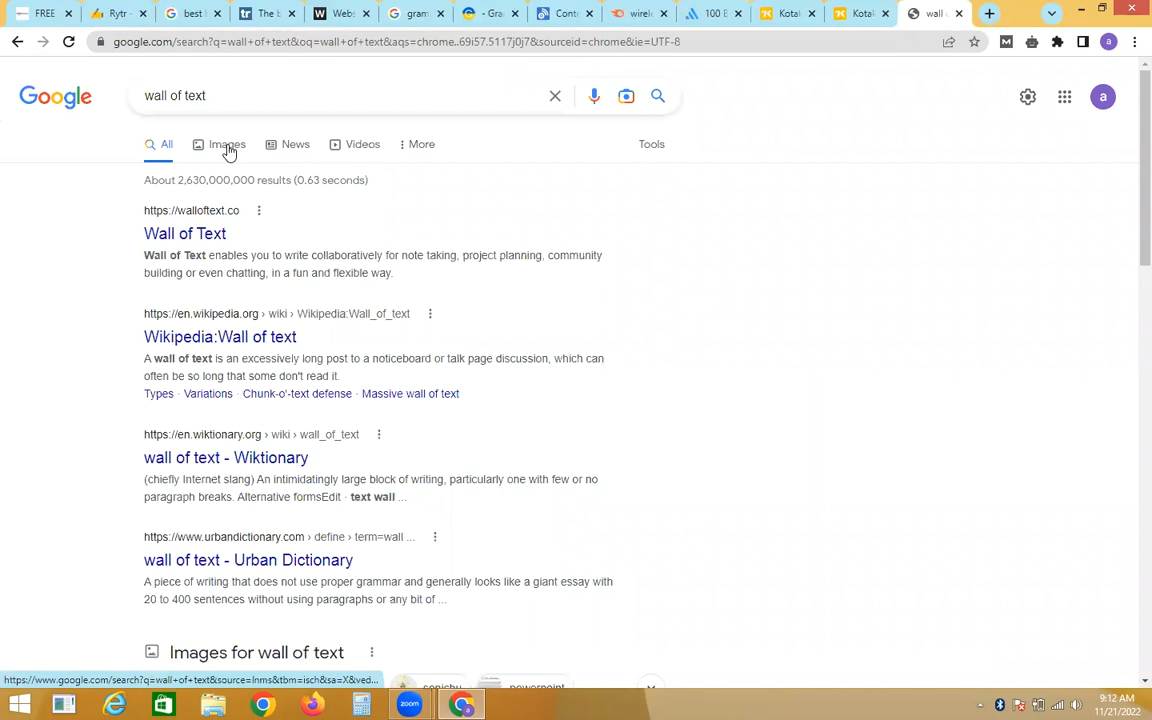 FREE
Rytr -
best
The b
Webs
gram
- Gra
Cont
wirele
100 B
Kotak
Kotak
wall
google.com/search?q=wall+of+text&oq=wall+of+text&aqs=chrome..69i57.5117j0j7&sourceid=chrome&ie=UTF-8
Google
wall of text
a
All Images News Videos More Tools
About 2,630,000,000 results (0.63 seconds)
https://walloftext.co
Wall of Text
Wall of Text enables you to write collaboratively for note taking, project planning, community
building or even chatting, in a fun and flexible way.
https://en.wikipedia.org › wiki › Wikipedia:Wall_of_text
Wikipedia:Wall of text
A wall of text is an excessively long post to a noticeboard or talk page discussion, which can
often be so long that some don't read it.
Types · Variations · Chunk-o'-text defense · Massive wall of text
https://en.wiktionary.org › wiki › wall_of_text
wall of text - Wiktionary
(chiefly Internet slang) An intimidatingly large block of writing, particularly one with few or no
paragraph breaks. Alternative formsEdit · text wall ...
https://www.urbandictionary.com › define › term=wall ...
wall of text - Urban Dictionary
A piece of writing that does not use proper grammar and generally looks like a giant essay with
20 to 400 sentences without using paragraphs or any bit of ...
Images for wall of text
https://www.google.com/search?q=wall+of+text&source=lnms&tbm=isch&sa=X&ved...
sonichu powerpoint
zoom
9:12 AM
11/21/2022